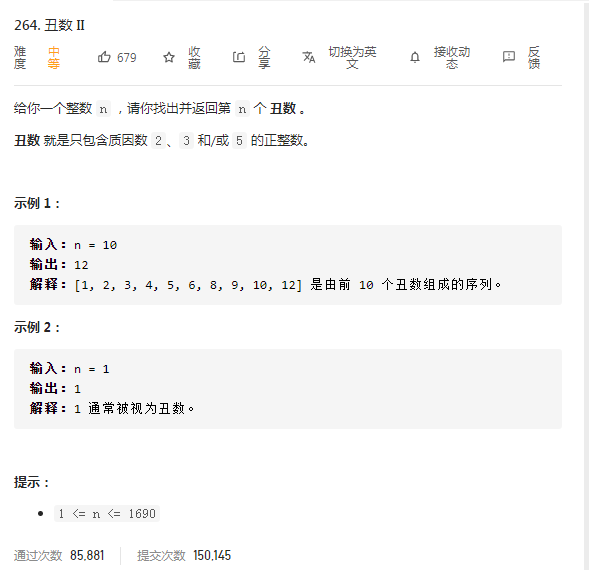 264. 丑数 II
难度 中等 679 收藏 分享 切换为英文 接收动态 反馈
给你一个整数 n ，请你找出并返回第 n 个 丑数 。
丑数 就是只包含质因数 2、3 和/或 5 的正整数。
示例 1：
输入：n = 10
输出：12
解释：[1, 2, 3, 4, 5, 6, 8, 9, 10, 12] 是由前 10 个丑数组成的序列。
示例 2：
输入：n = 1
输出：1
解释：1 通常被视为丑数。
提示：
1 <= n <= 1690
通过次数 85,881 提交次数 150,145